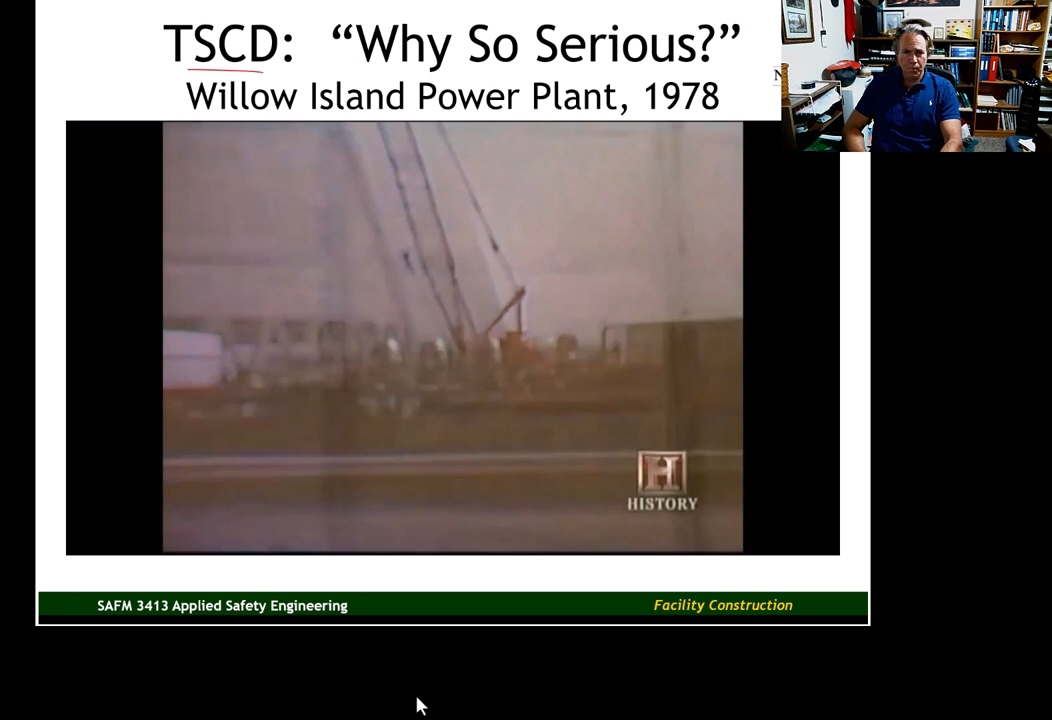 TSCD: “Why So Serious?”
Willow Island Power Plant, 1978
N
H
HISTORY
SAFM 3413 Applied Safety Engineering
Facility Construction